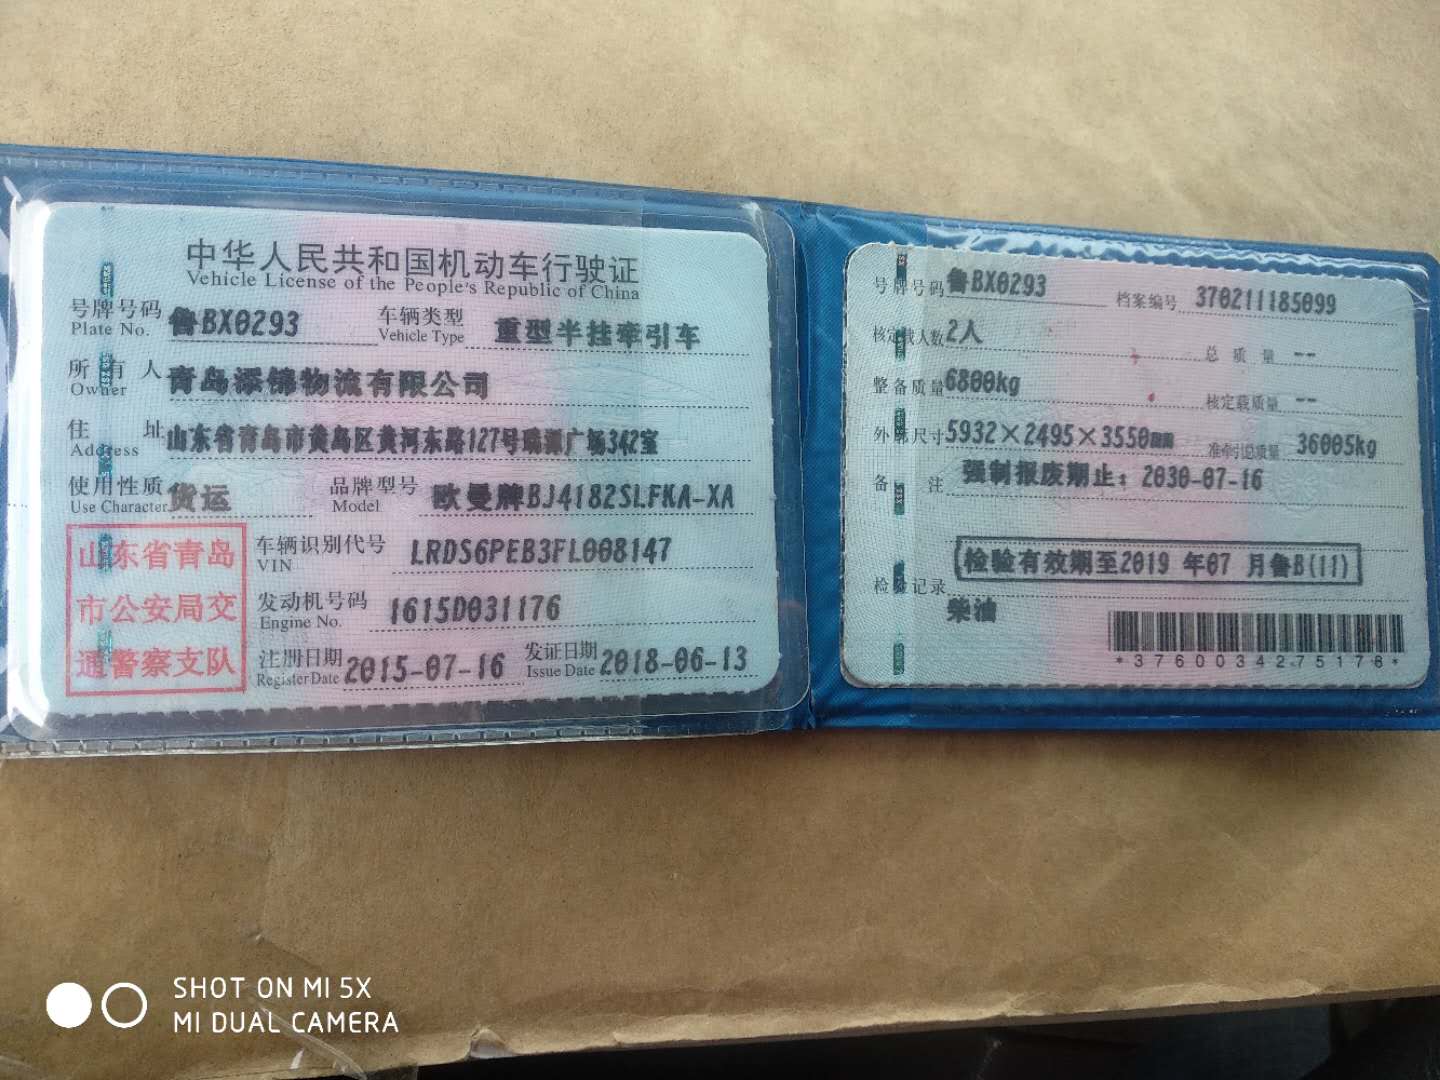 中华人民共和国机动车行驶证
Vehicle License of the People's Republic of China
号牌号码 鲁BX0293 车辆类型 重型半挂牵引车
Plate No. Vehicle Type
所有人 青岛添锦物流有限公司
Owner
住址 山东省青岛市黄岛区黄河东路127号瑞源广场342室
Address
使用性质 货运 品牌型号 欧曼牌BJ4182SLFKA-XA
Use Character Model
山东省青岛
市公安局交
通警察支队
车辆识别代号 LRDS6PEB3FL008147
VIN
发动机号码 1615D031176
Engine No.
注册日期 2015-07-16 发证日期 2018-06-13
Register Date Issue Date
号牌号码 鲁BX0293 档案编号 370211185099
核定载人数 2人 总质量 --
整备质量 6800kg 核定载质量 --
外廓尺寸 5932×2495×3550mm 准牵引总质量 36005kg
备注 强制报废期止：2030-07-16
检验有效期至2019 年07 月鲁B(11)
检验记录
柴油
*3760034275178*
SHOT ON MI 5X
MI DUAL CAMERA